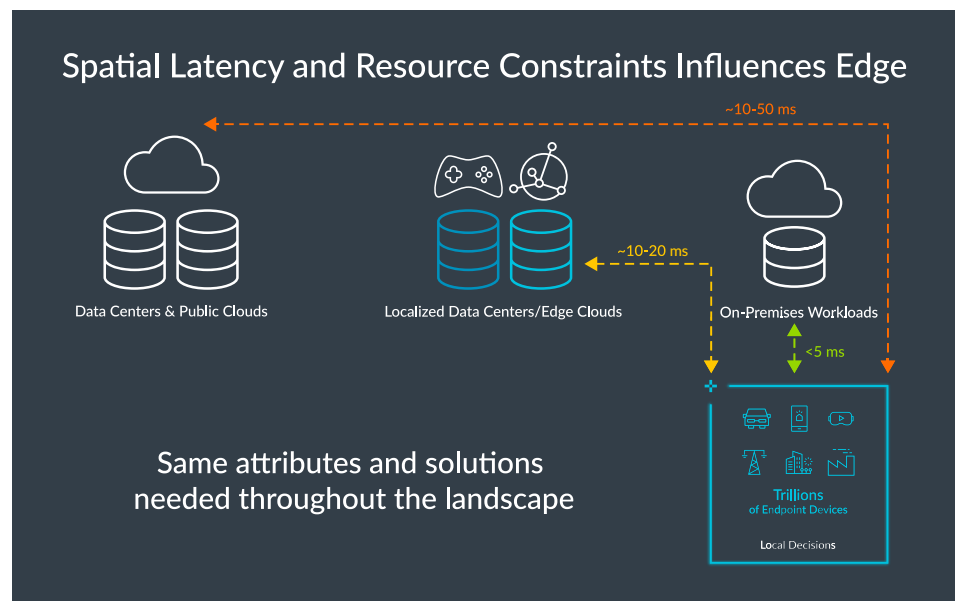 Spatial Latency and Resource Constraints Influences Edge
~10-50 ms
~10-20 ms
Data Centers & Public Clouds
Localized Data Centers/Edge Clouds
On-Premises Workloads
<5 ms
Same attributes and solutions
needed throughout the landscape
Trillions
of Endpoint Devices
Local Decisions